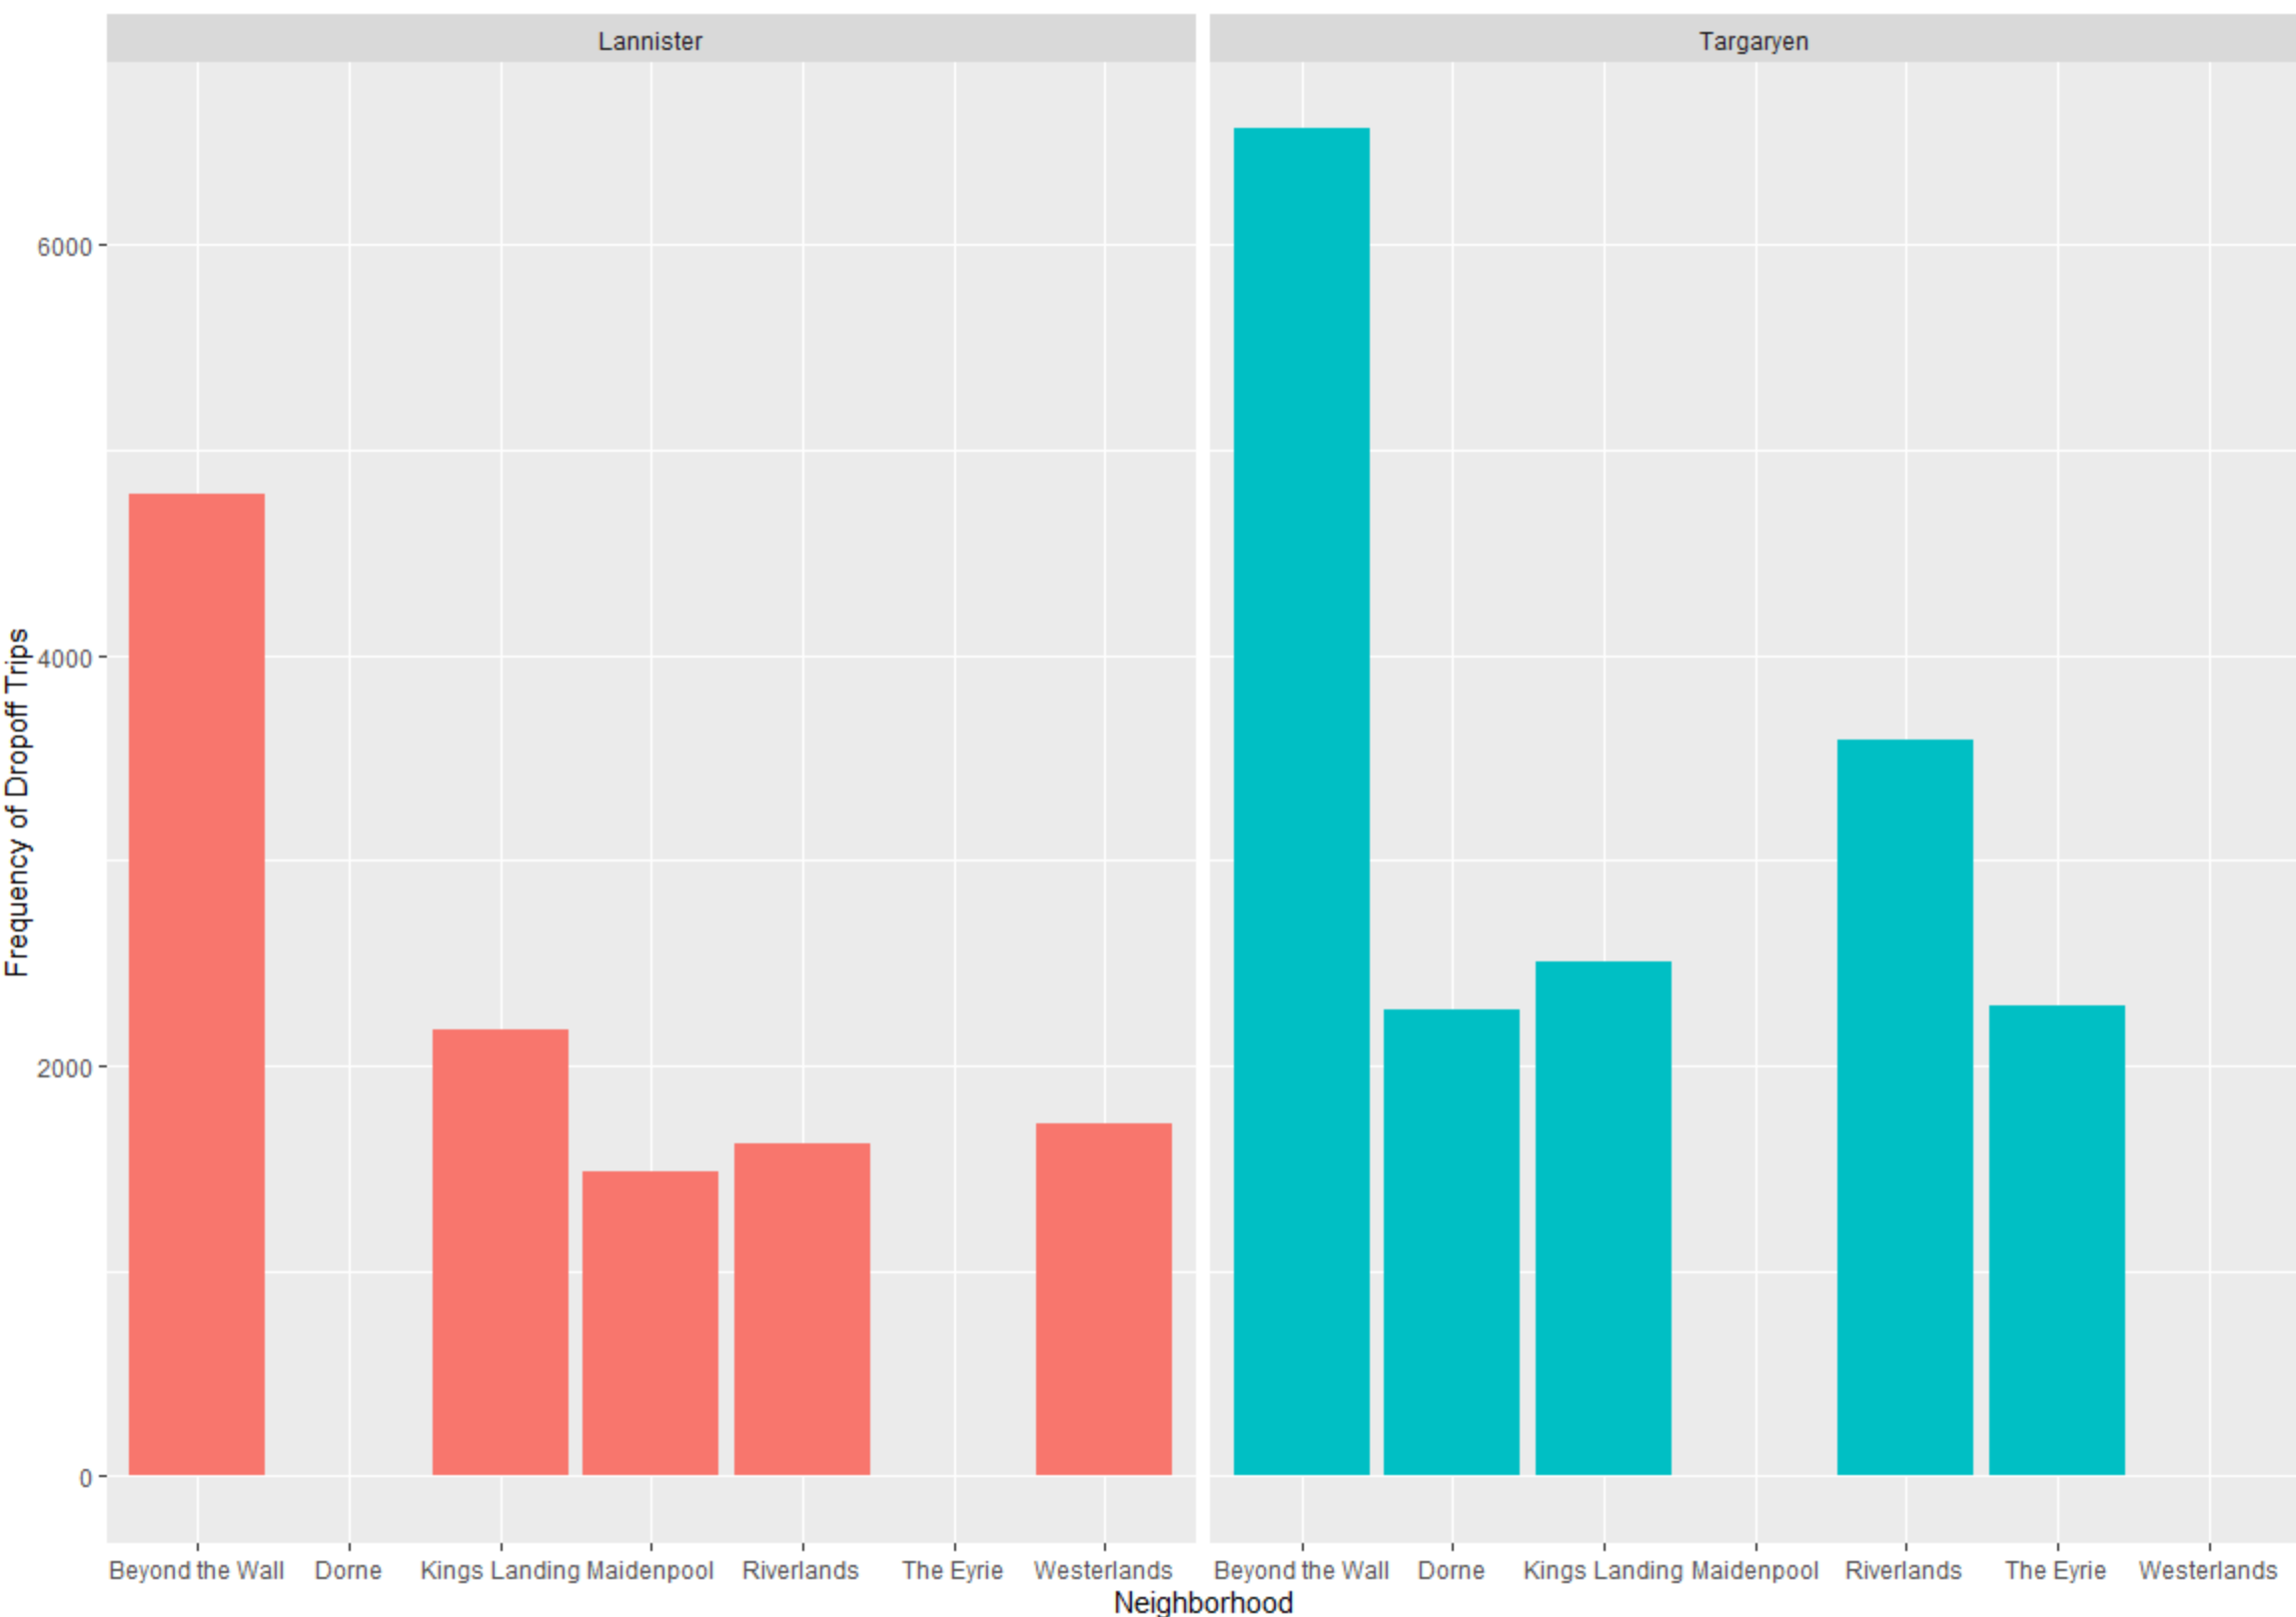 Lannister
Targaryen
6000
4000
2000
0
Frequency of Dropoff Trips
Beyond the Wall Dorne Kings Landing Maidenpool Riverlands The Eyrie Westerlands
Beyond the Wall Dorne Kings Landing Maidenpool Riverlands The Eyrie Westerlands
Neighborhood